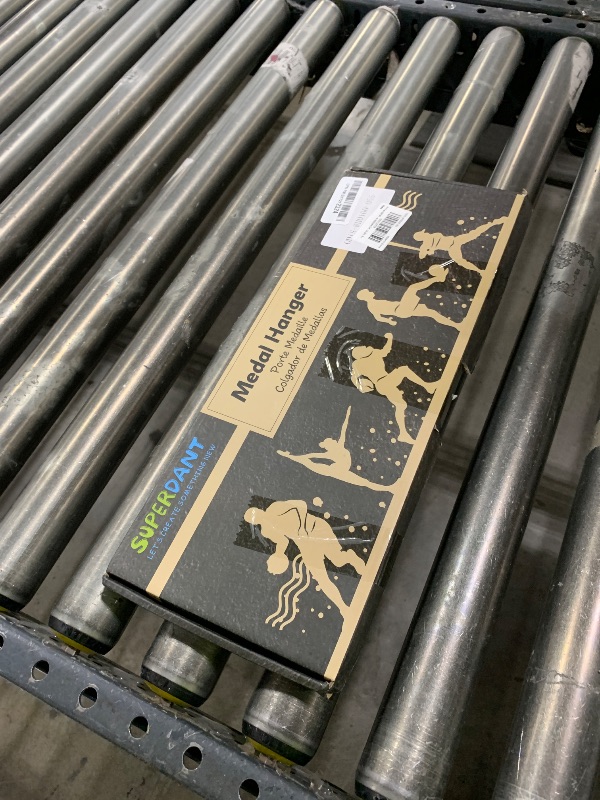 Medal Hanger
Porte Medaille
Colgador de Medallas
SUPERDANT
LET'S CREATE SOMETHING NEW